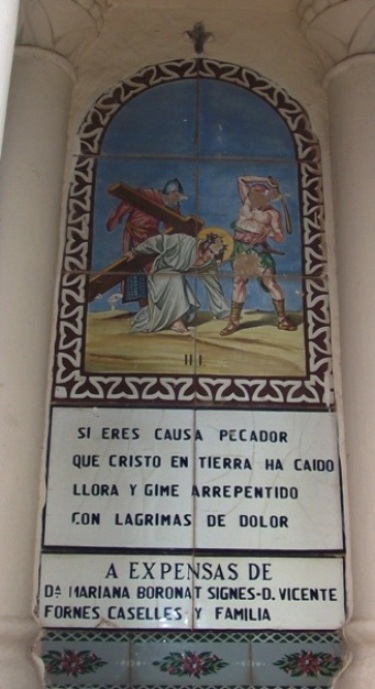 III.
SI ERES CAUSA PECADOR
QUE CRISTO EN TIERRA HA CAIDO
LLORA Y GIME ARREPENTIDO
CON LAGRIMAS DE DOLOR
A EXPENSAS DE
Dª MARIANA BORONAT SIGNES-D. VICENTE
FORNES CASELLES Y FAMILIA